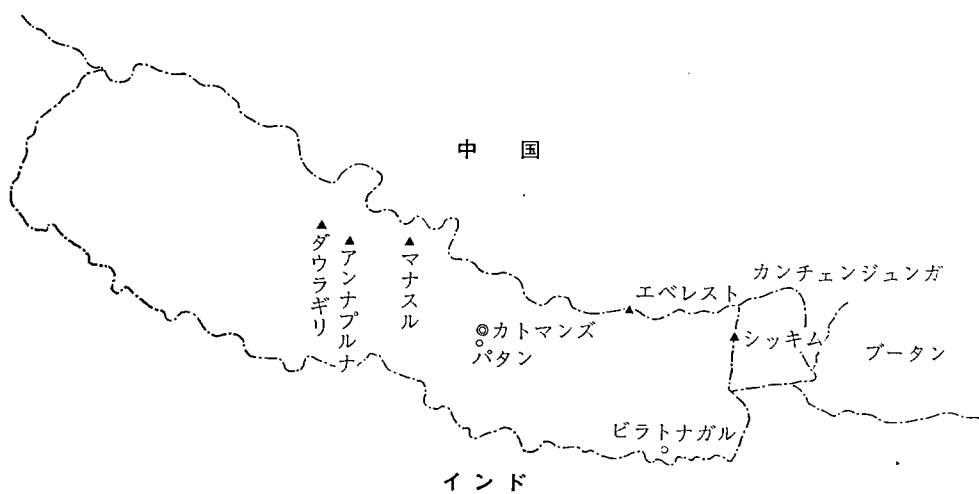 中国
カンチェンジュンガ
エベレスト
ダウラギリ
アンナプルナ
マナスル
カトマンズ
パタン
シッキム
ブータン
ビラトナガル
インド